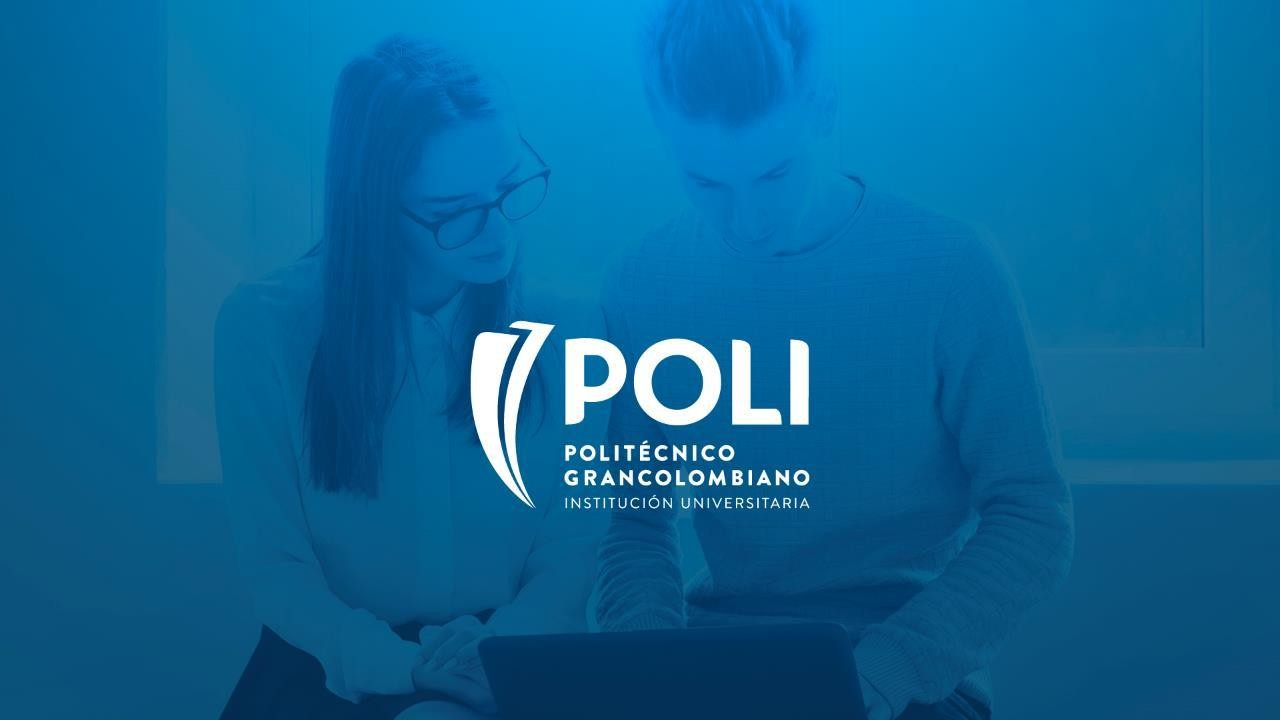 POLI
POLITÉCNICO
GRANCOLOMBIANO
INSTITUCIÓN UNIVERSITARIA